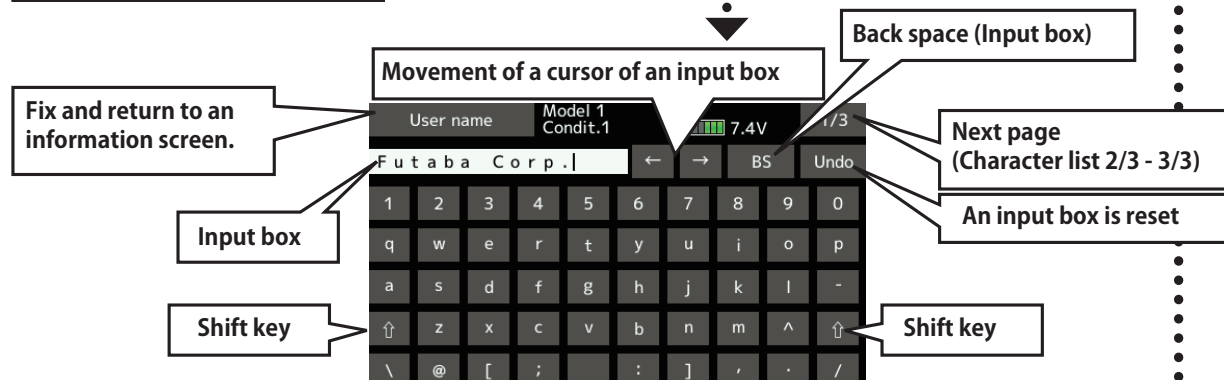 Back space (Input box)
Movement of a cursor of an input box
Fix and return to an
information screen.
User name
Model 1
Condit.1
7.4V
1/3
Next page
(Character list 2/3 - 3/3)
Futaba Corp.
← → BS Undo
An input box is reset
Input box
1 2 3 4 5 6 7 8 9 0
q w e r t y u i o p
a s d f g h j k l -
Shift key
⇧ z x c v b n m ^ ⇧
Shift key
\ @ [ ; : ] , . /